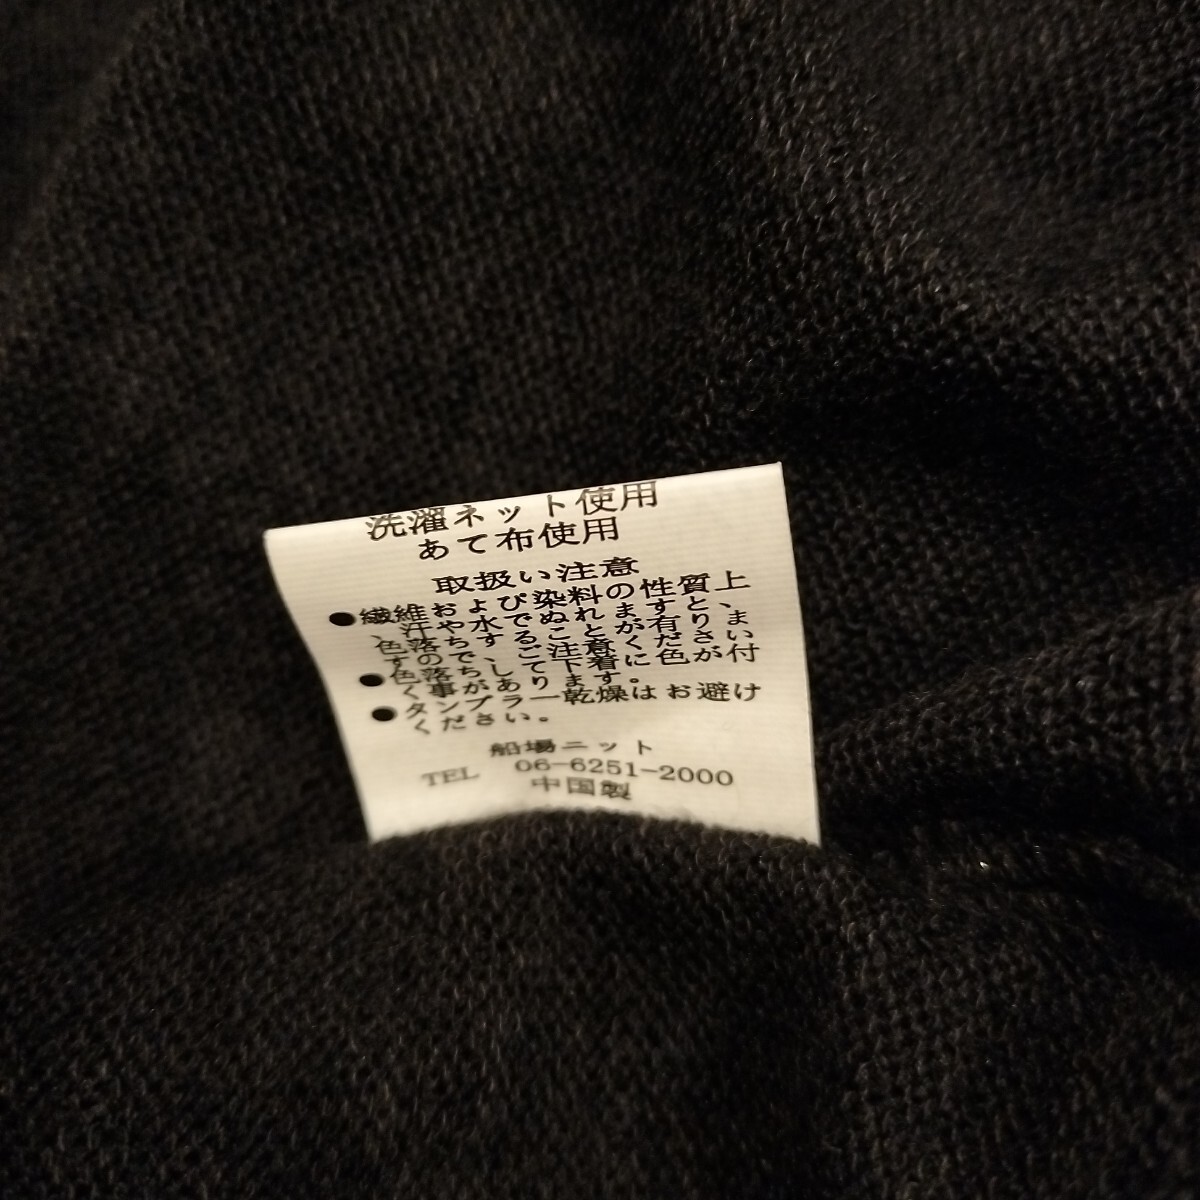 洗濯ネット使用
あて布使用
取扱い注意
●繊維および染料の性質上
、汗や水でぬれますと、
色落ちすることが有りま
すので、ご注意ください
●色落ちして下着に色が付
く事があります。
●タンブラー乾燥はお避け
ください。
船場ニット
TEL 06-6251-2000
中国製